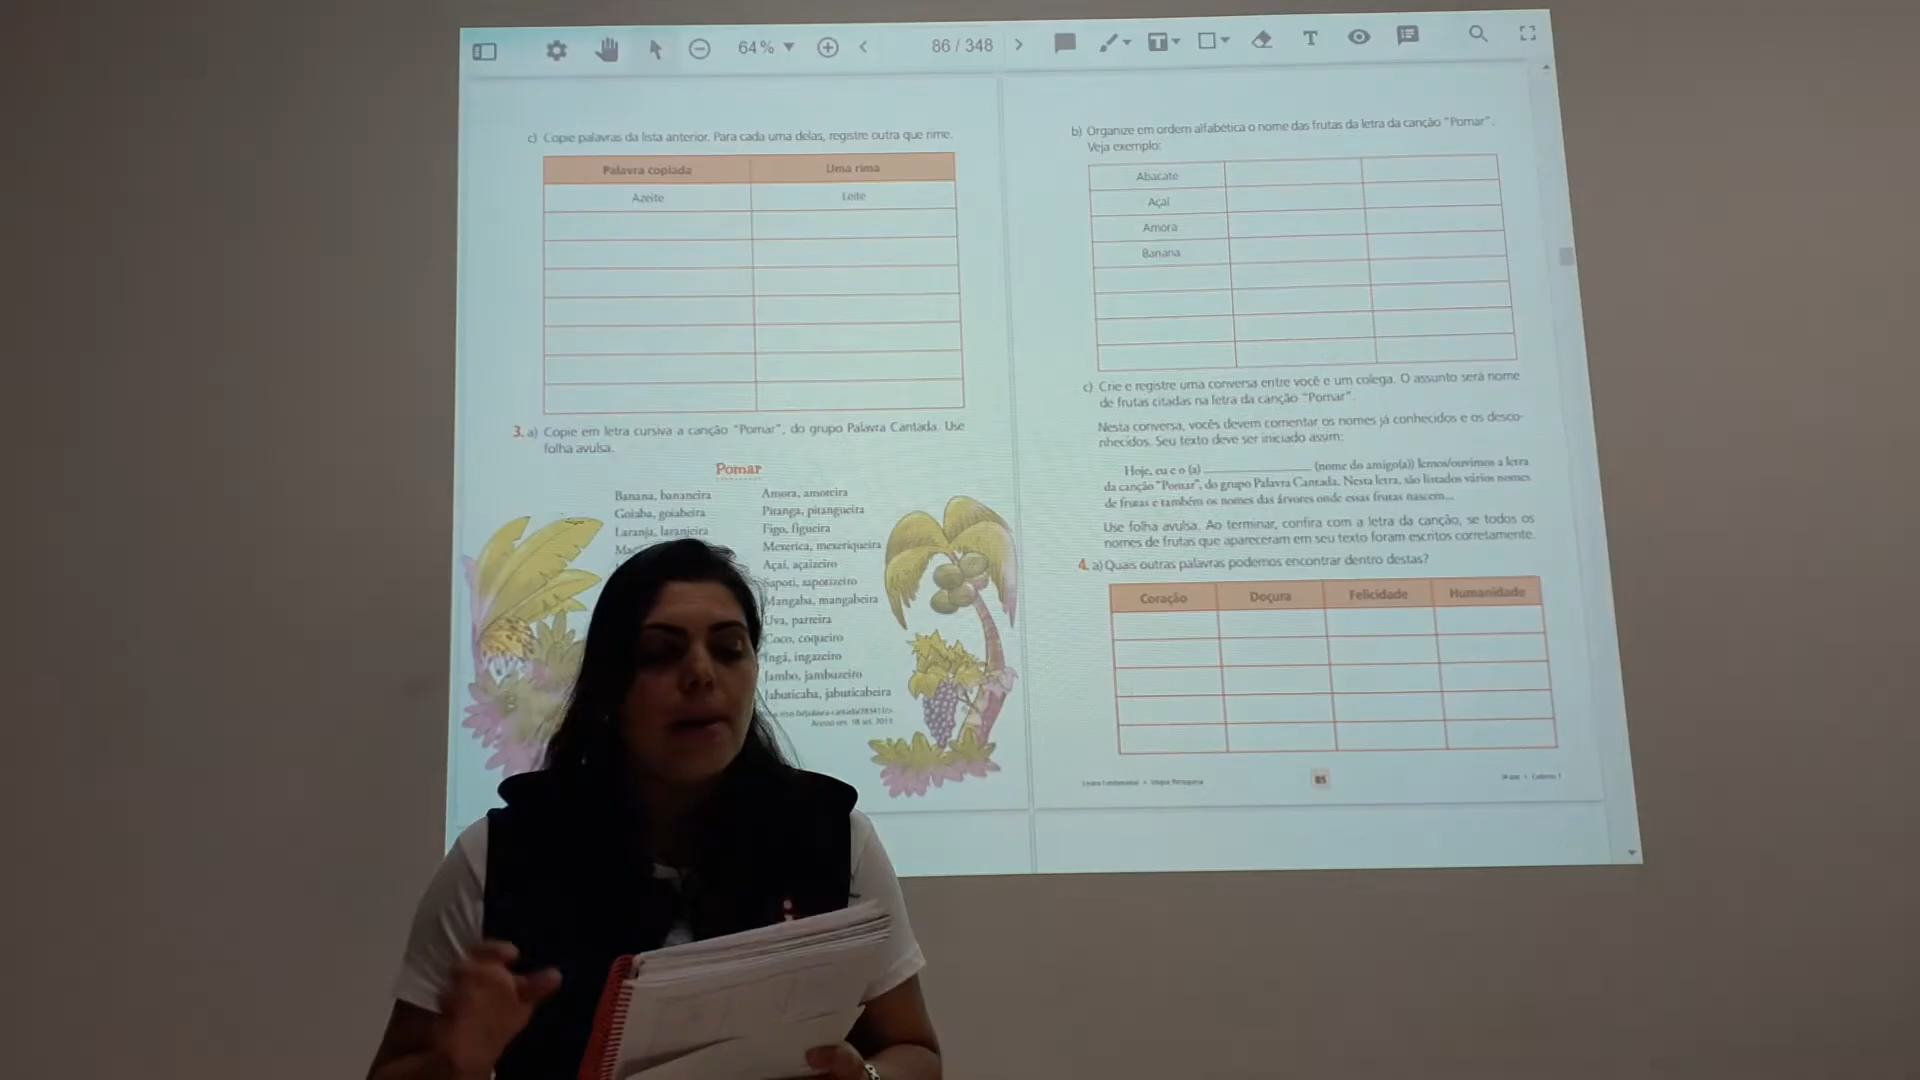 64%
86 / 348
c) Copie palavras da lista anterior. Para cada uma delas, registre outra que rime.
Palavra copiada Uma rima
Azeite Leite
3. a) Copie em letra cursiva a canção "Pomar", do grupo Palavra Cantada. Use
folha avulsa.
Pomar
Banana, bananeira
Goiaba, goiabeira
Laranja, laranjeira
Amora, amoreira
Pitanga, pitangueira
Figo, figueira
Mexerica, mexeriqueira
Açaí, açaizeiro
Sapoti, sapotizeiro
Mangaba, mangabeira
Uva, parreira
Coco, coqueiro
Ingá, ingazeiro
Jambo, jambuzeiro
Jabuticaba, jabuticabeira
b) Organize em ordem alfabética o nome das frutas da letra da canção "Pomar".
Veja exemplo:
Abacate
Açaí
Amora
Banana
c) Crie e registre uma conversa entre você e um colega. O assunto será nome
de frutas citadas na letra da canção "Pomar".
Nesta conversa, vocês devem comentar os nomes já conhecidos e os desco-
nhecidos. Seu texto deve ser iniciado assim:
Hoje, eu e o (a) ____________ (nome do amigo(a)) lemos/ouvimos a letra
da canção "Pomar", do grupo Palavra Cantada. Nesta letra, são listados vários nomes
de frutas e também os nomes das árvores onde essas frutas nascem...
Use folha avulsa. Ao terminar, confira com a letra da canção, se todos os
nomes de frutas que apareceram em seu texto foram escritos corretamente.
4. a) Quais outras palavras podemos encontrar dentro destas?
Coração Doçura Felicidade Humanidade
85